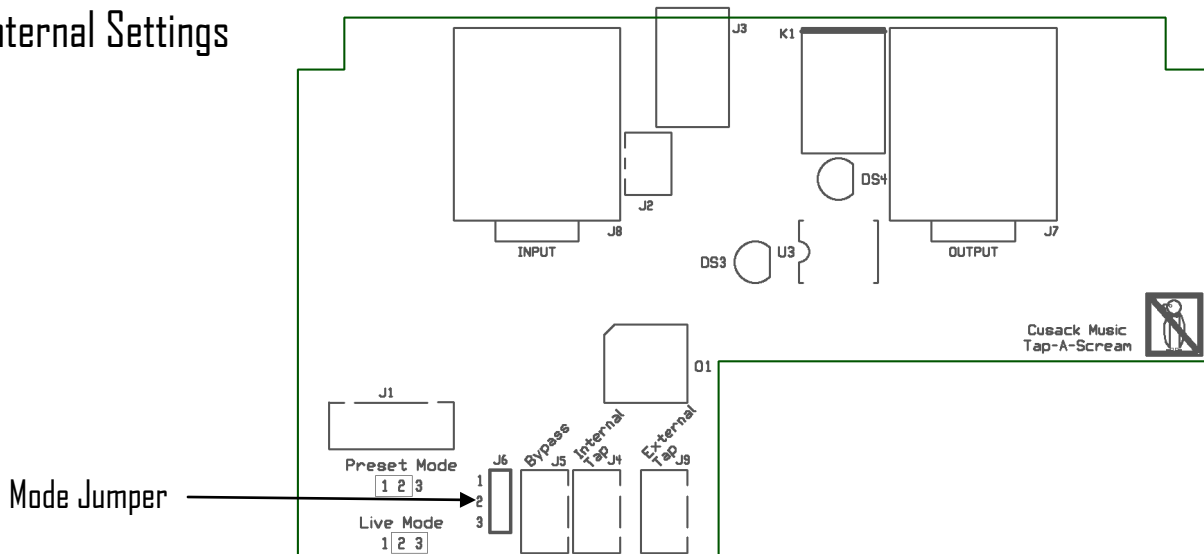 nternal Settings
J3
K1
DS4
J2
J8
J7
INPUT
DS3
U3
OUTPUT
Cusack Music
Tap-A-Scream
O1
J1
Bypass
Internal
Tap
External
Tap
J6
J5
J4
J9
Preset Mode
1 2 3
1
2
3
Mode Jumper
Live Mode
1 2 3